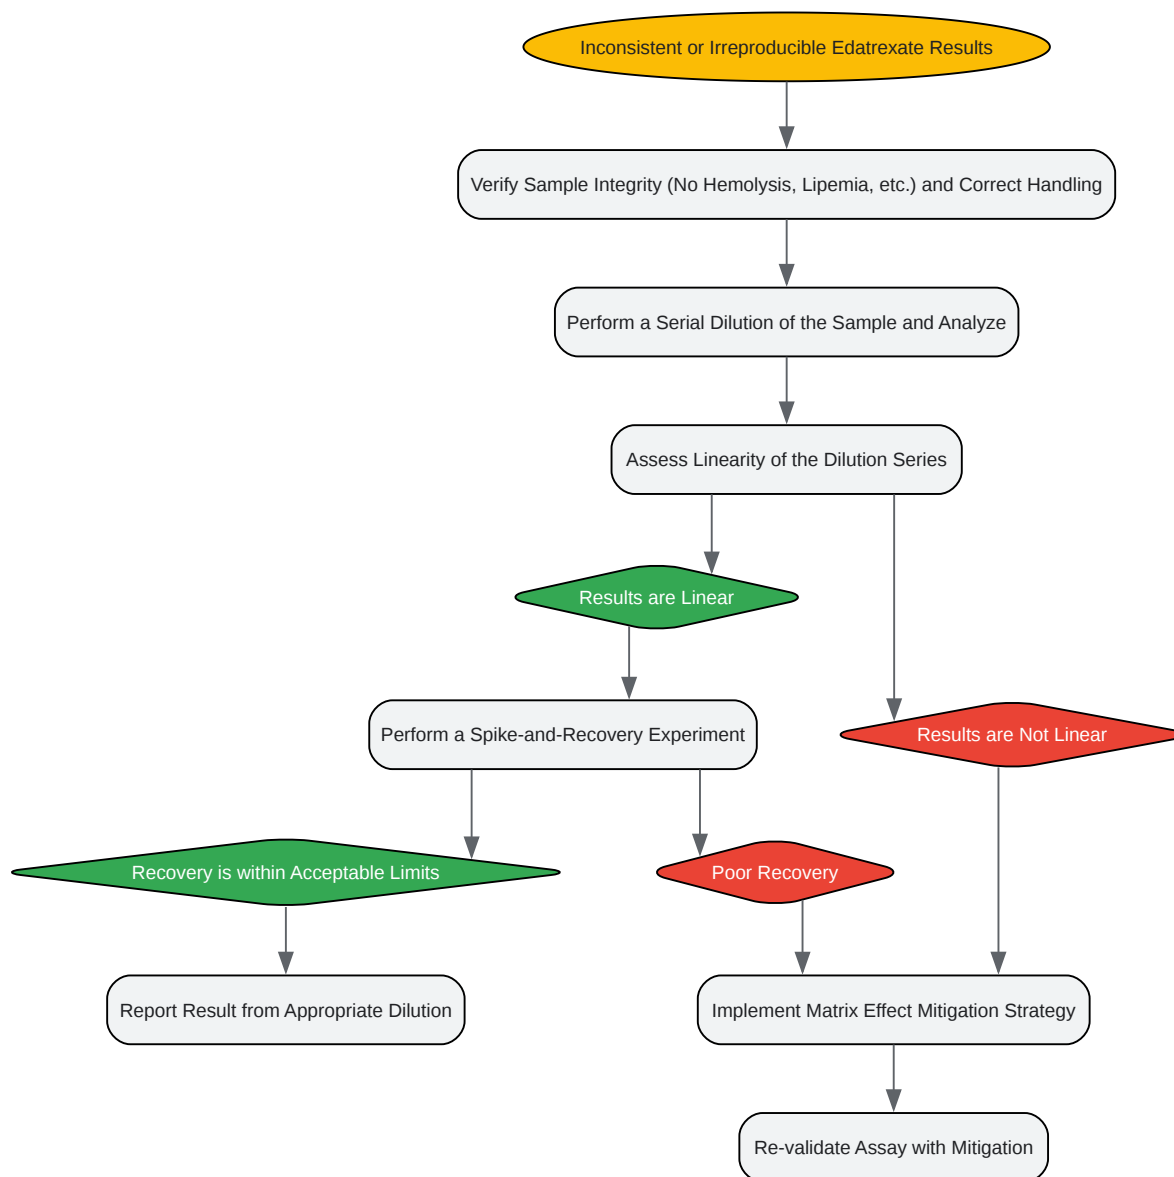 Inconsistent or Irreproducible Edatrexate Results
Verify Sample Integrity (No Hemolysis, Lipemia, etc.) and Correct Handling
Perform a Serial Dilution of the Sample and Analyze
Assess Linearity of the Dilution Series
Results are Linear
Perform a Spike-and-Recovery Experiment
Results are Not Linear
Recovery is within Acceptable Limits
Poor Recovery
Report Result from Appropriate Dilution
Implement Matrix Effect Mitigation Strategy
Re-validate Assay with Mitigation